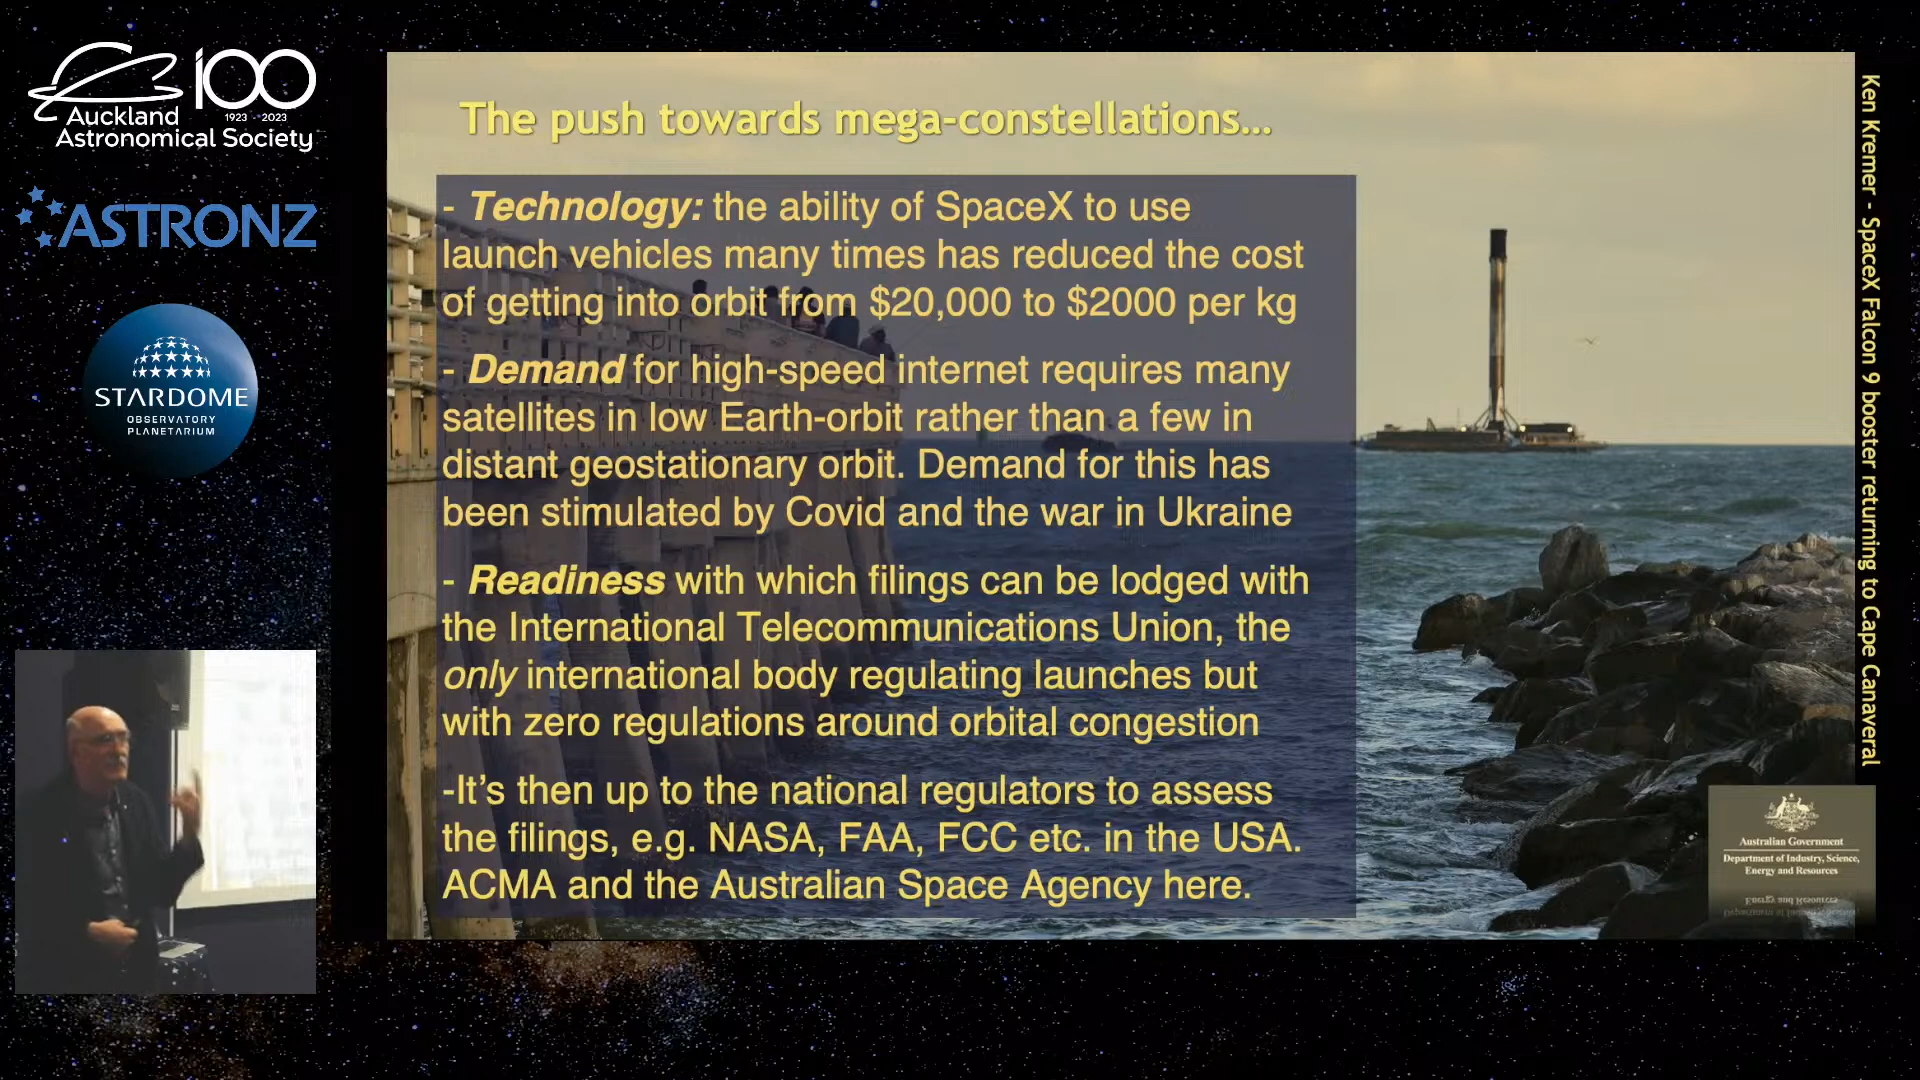 100
1923 - 2023
Auckland
Astronomical Society
ASTRONZ
STARDOME
OBSERVATORY
PLANETARIUM
The push towards mega-constellations...
- Technology: the ability of SpaceX to use
launch vehicles many times has reduced the cost
of getting into orbit from $20,000 to $2000 per kg
- Demand for high-speed internet requires many
satellites in low Earth-orbit rather than a few in
distant geostationary orbit. Demand for this has
been stimulated by Covid and the war in Ukraine
- Readiness with which filings can be lodged with
the International Telecommunications Union, the
only international body regulating launches but
with zero regulations around orbital congestion
-It’s then up to the national regulators to assess
the filings, e.g. NASA, FAA, FCC etc. in the USA.
ACMA and the Australian Space Agency here.
Ken Kremer - SpaceX Falcon 9 booster returning to Cape Canaveral
Australian Government
Department of Industry, Science,
Energy and Resources